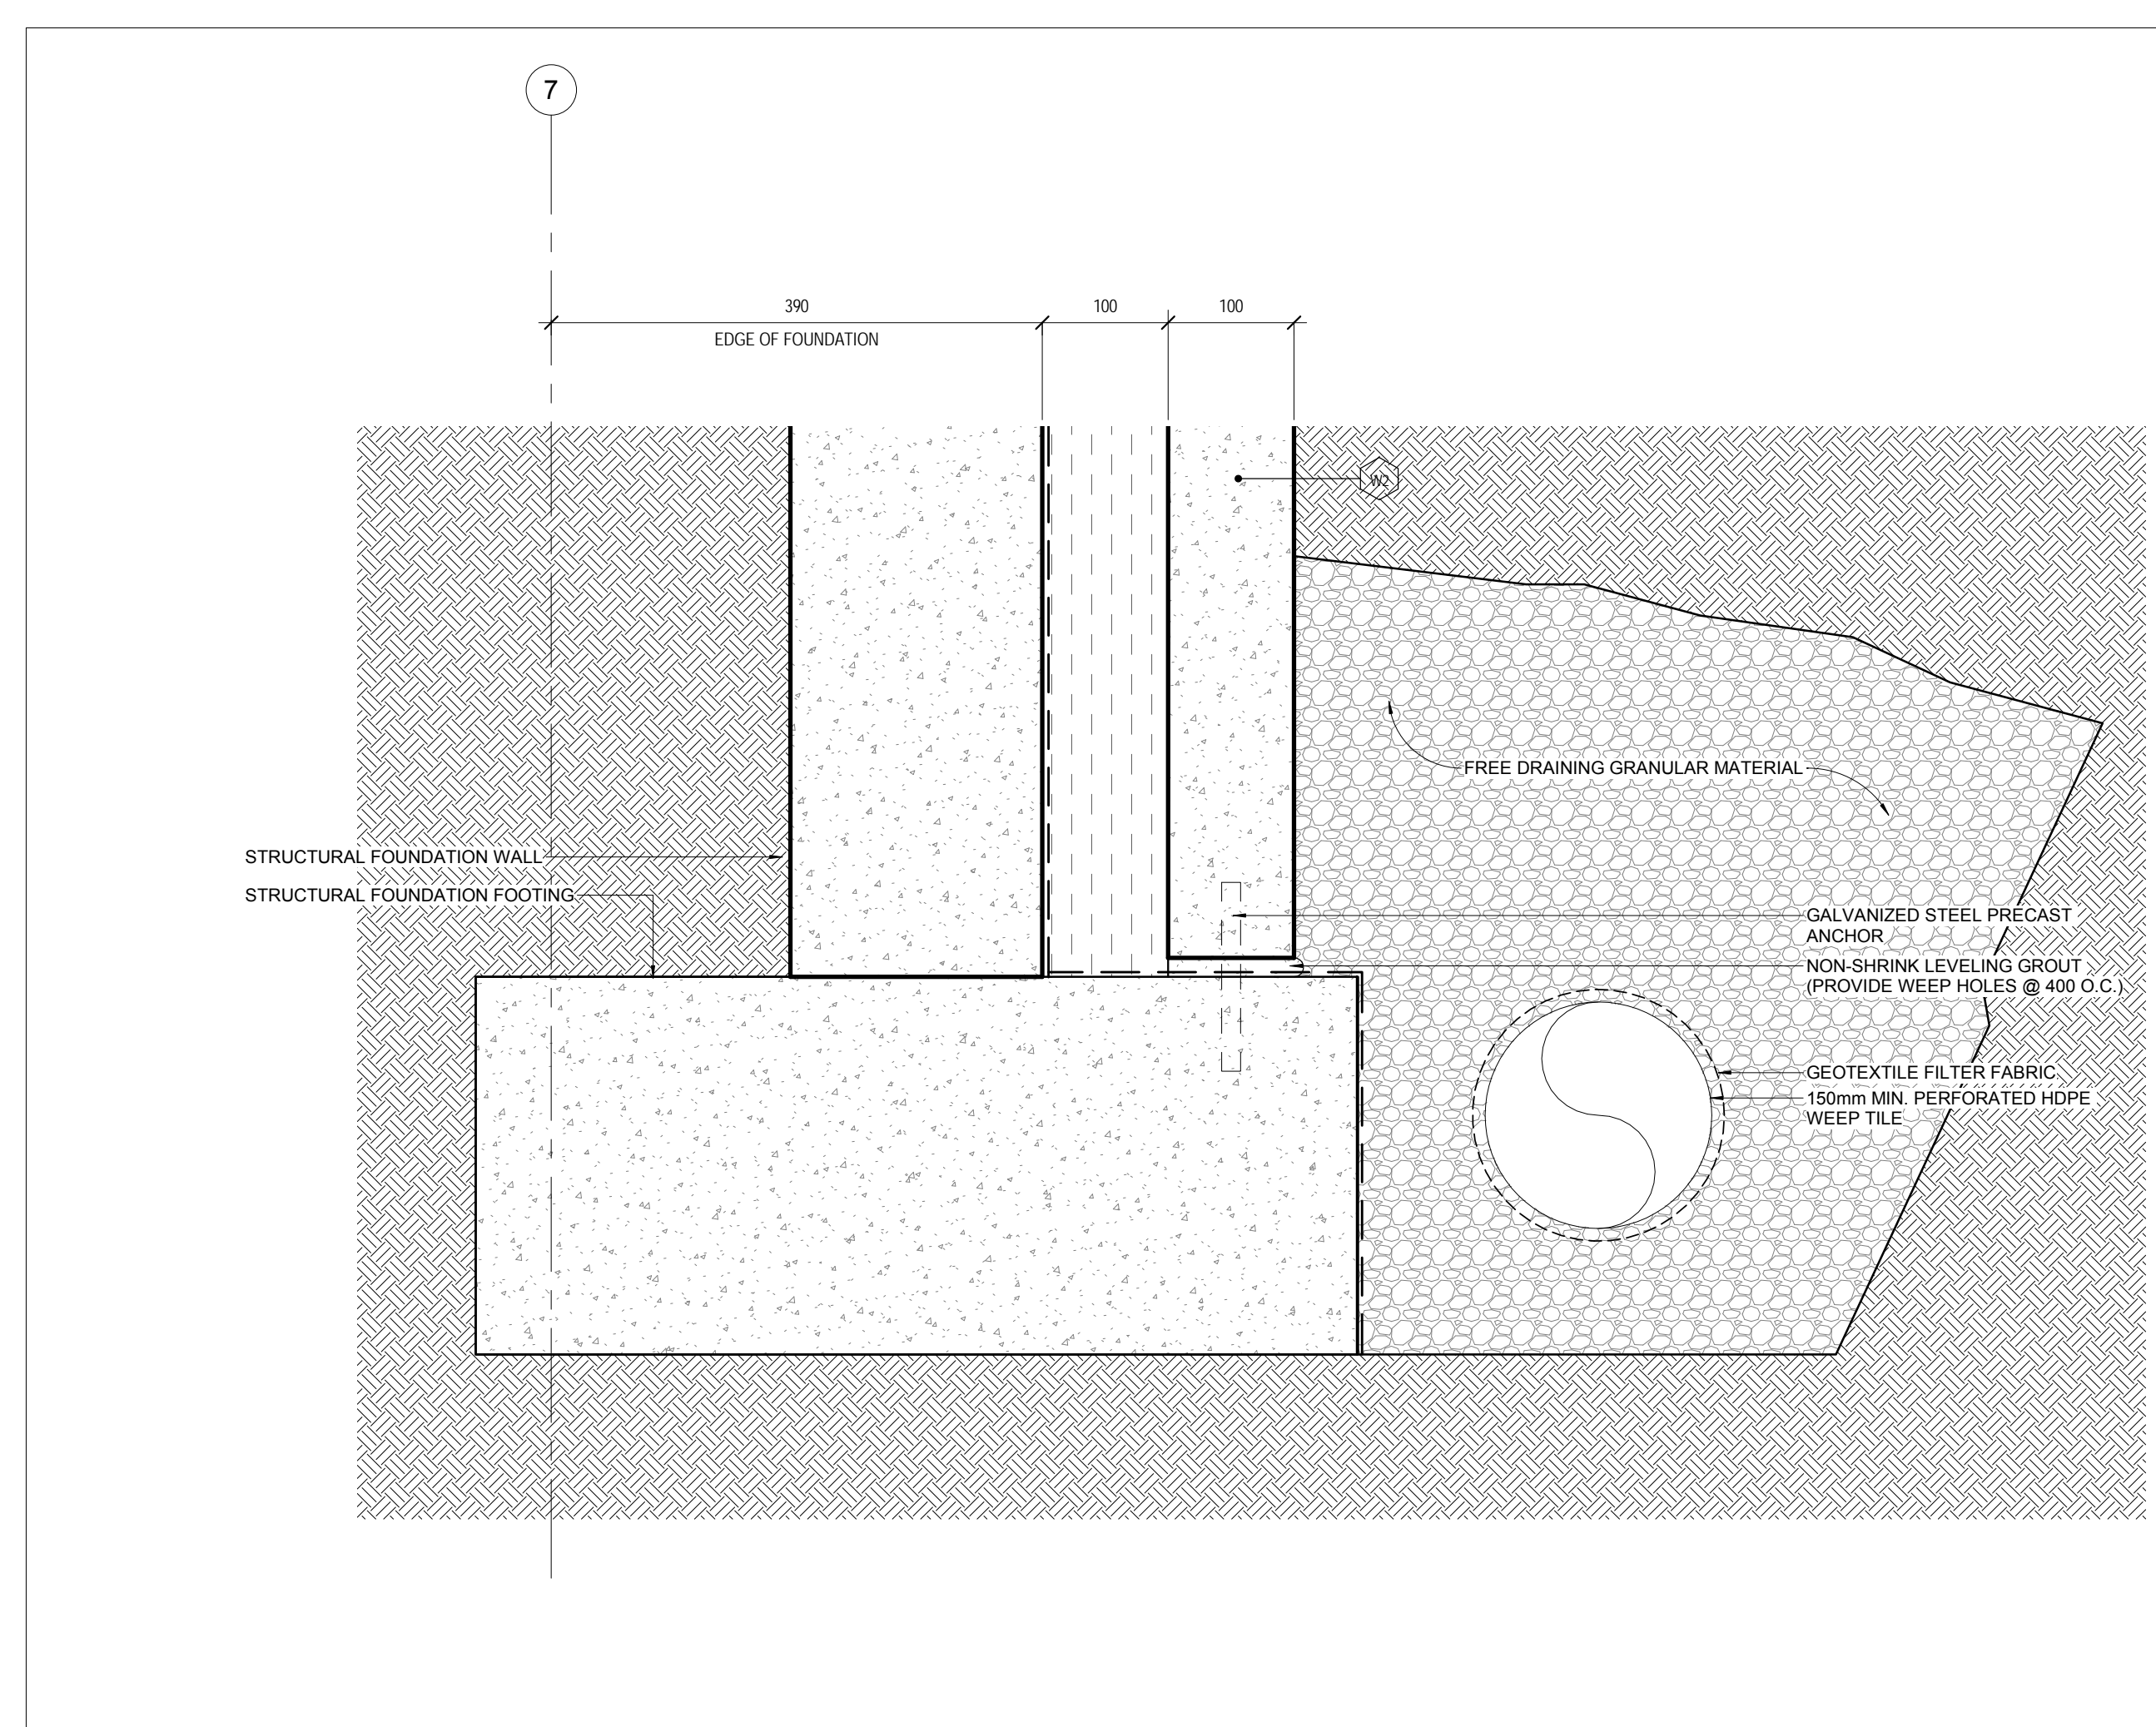 7
390
100
100
EDGE OF FOUNDATION
W2
FREE DRAINING GRANULAR MATERIAL
STRUCTURAL FOUNDATION WALL
STRUCTURAL FOUNDATION FOOTING
GALVANIZED STEEL PRECAST
ANCHOR
NON-SHRINK LEVELING GROUT
(PROVIDE WEEP HOLES @ 400 O.C.)
GEOTEXTILE FILTER FABRIC
150mm MIN. PERFORATED HDPE
WEEP TILE